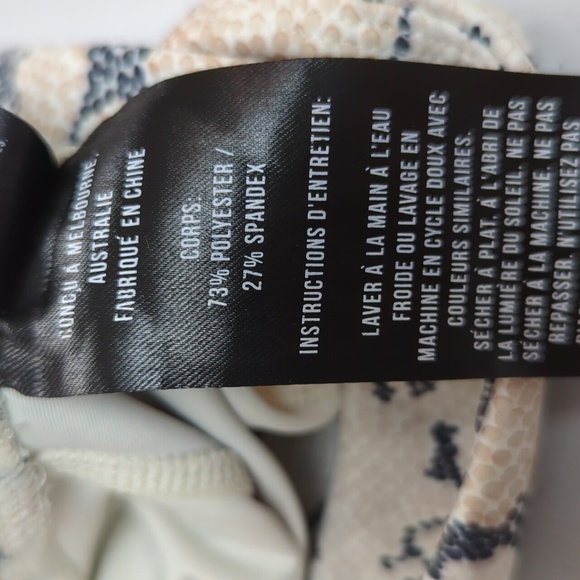 CONÇU À MELBOURNE,
AUSTRALIE
FABRIQUÉ EN CHINE
CORPS:
73% POLYESTER /
27% SPANDEX
INSTRUCTIONS D'ENTRETIEN:
LAVER À LA MAIN À L'EAU
FROIDE OU LAVAGE EN
MACHINE EN CYCLE DOUX AVEC
COULEURS SIMILAIRES.
SÉCHER À PLAT, À L'ABRI DE
LA LUMIÈRE DU SOLEIL. NE PAS
SÉCHER À LA MACHINE. NE PAS
REPASSER. N'UTILISEZ PAS